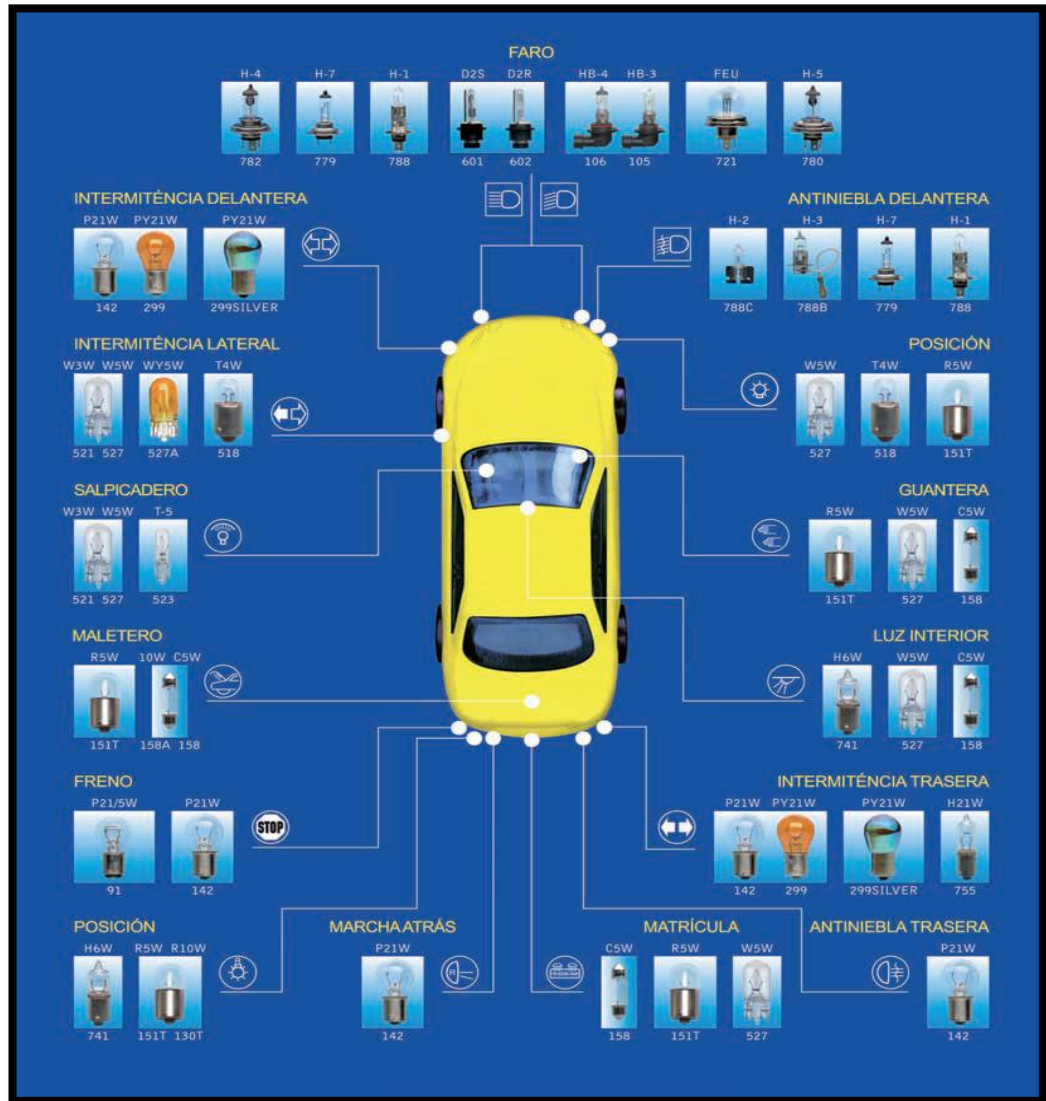 FARO
H-4 H-7 H-1 D2S D2R HB-4 HB-3 FEU H-5
782 779 788 601 602 106 105 721 780
INTERMITÉNCIA DELANTERA
P21W PY21W PY21W
142 299 299SILVER
ANTINIEBLA DELANTERA
H-2 H-3 H-7 H-1
788C 788B 779 788
INTERMITÉNCIA LATERAL
W3W W5W WY5W T4W
521 527 527A 518
POSICIÓN
W5W T4W R5W
527 518 151T
SALPICADERO
W3W W5W T-5
521 527 523
GUANTERA
R5W W5W C5W
151T 527 158
MALETERO
R5W 10W C5W
151T 158A 158
LUZ INTERIOR
H6W W5W C5W
741 527 158
FRENO
P21/5W P21W
STOP
91 142
INTERMITÉNCIA TRASERA
P21W PY21W PY21W H21W
142 299 299SILVER 755
POSICIÓN
H6W R5W R10W
741 151T 130T
MARCHA ATRÁS
P21W
R
142
MATRÍCULA
C5W R5W W5W
158 151T 527
ANTINIEBLA TRASERA
P21W
142